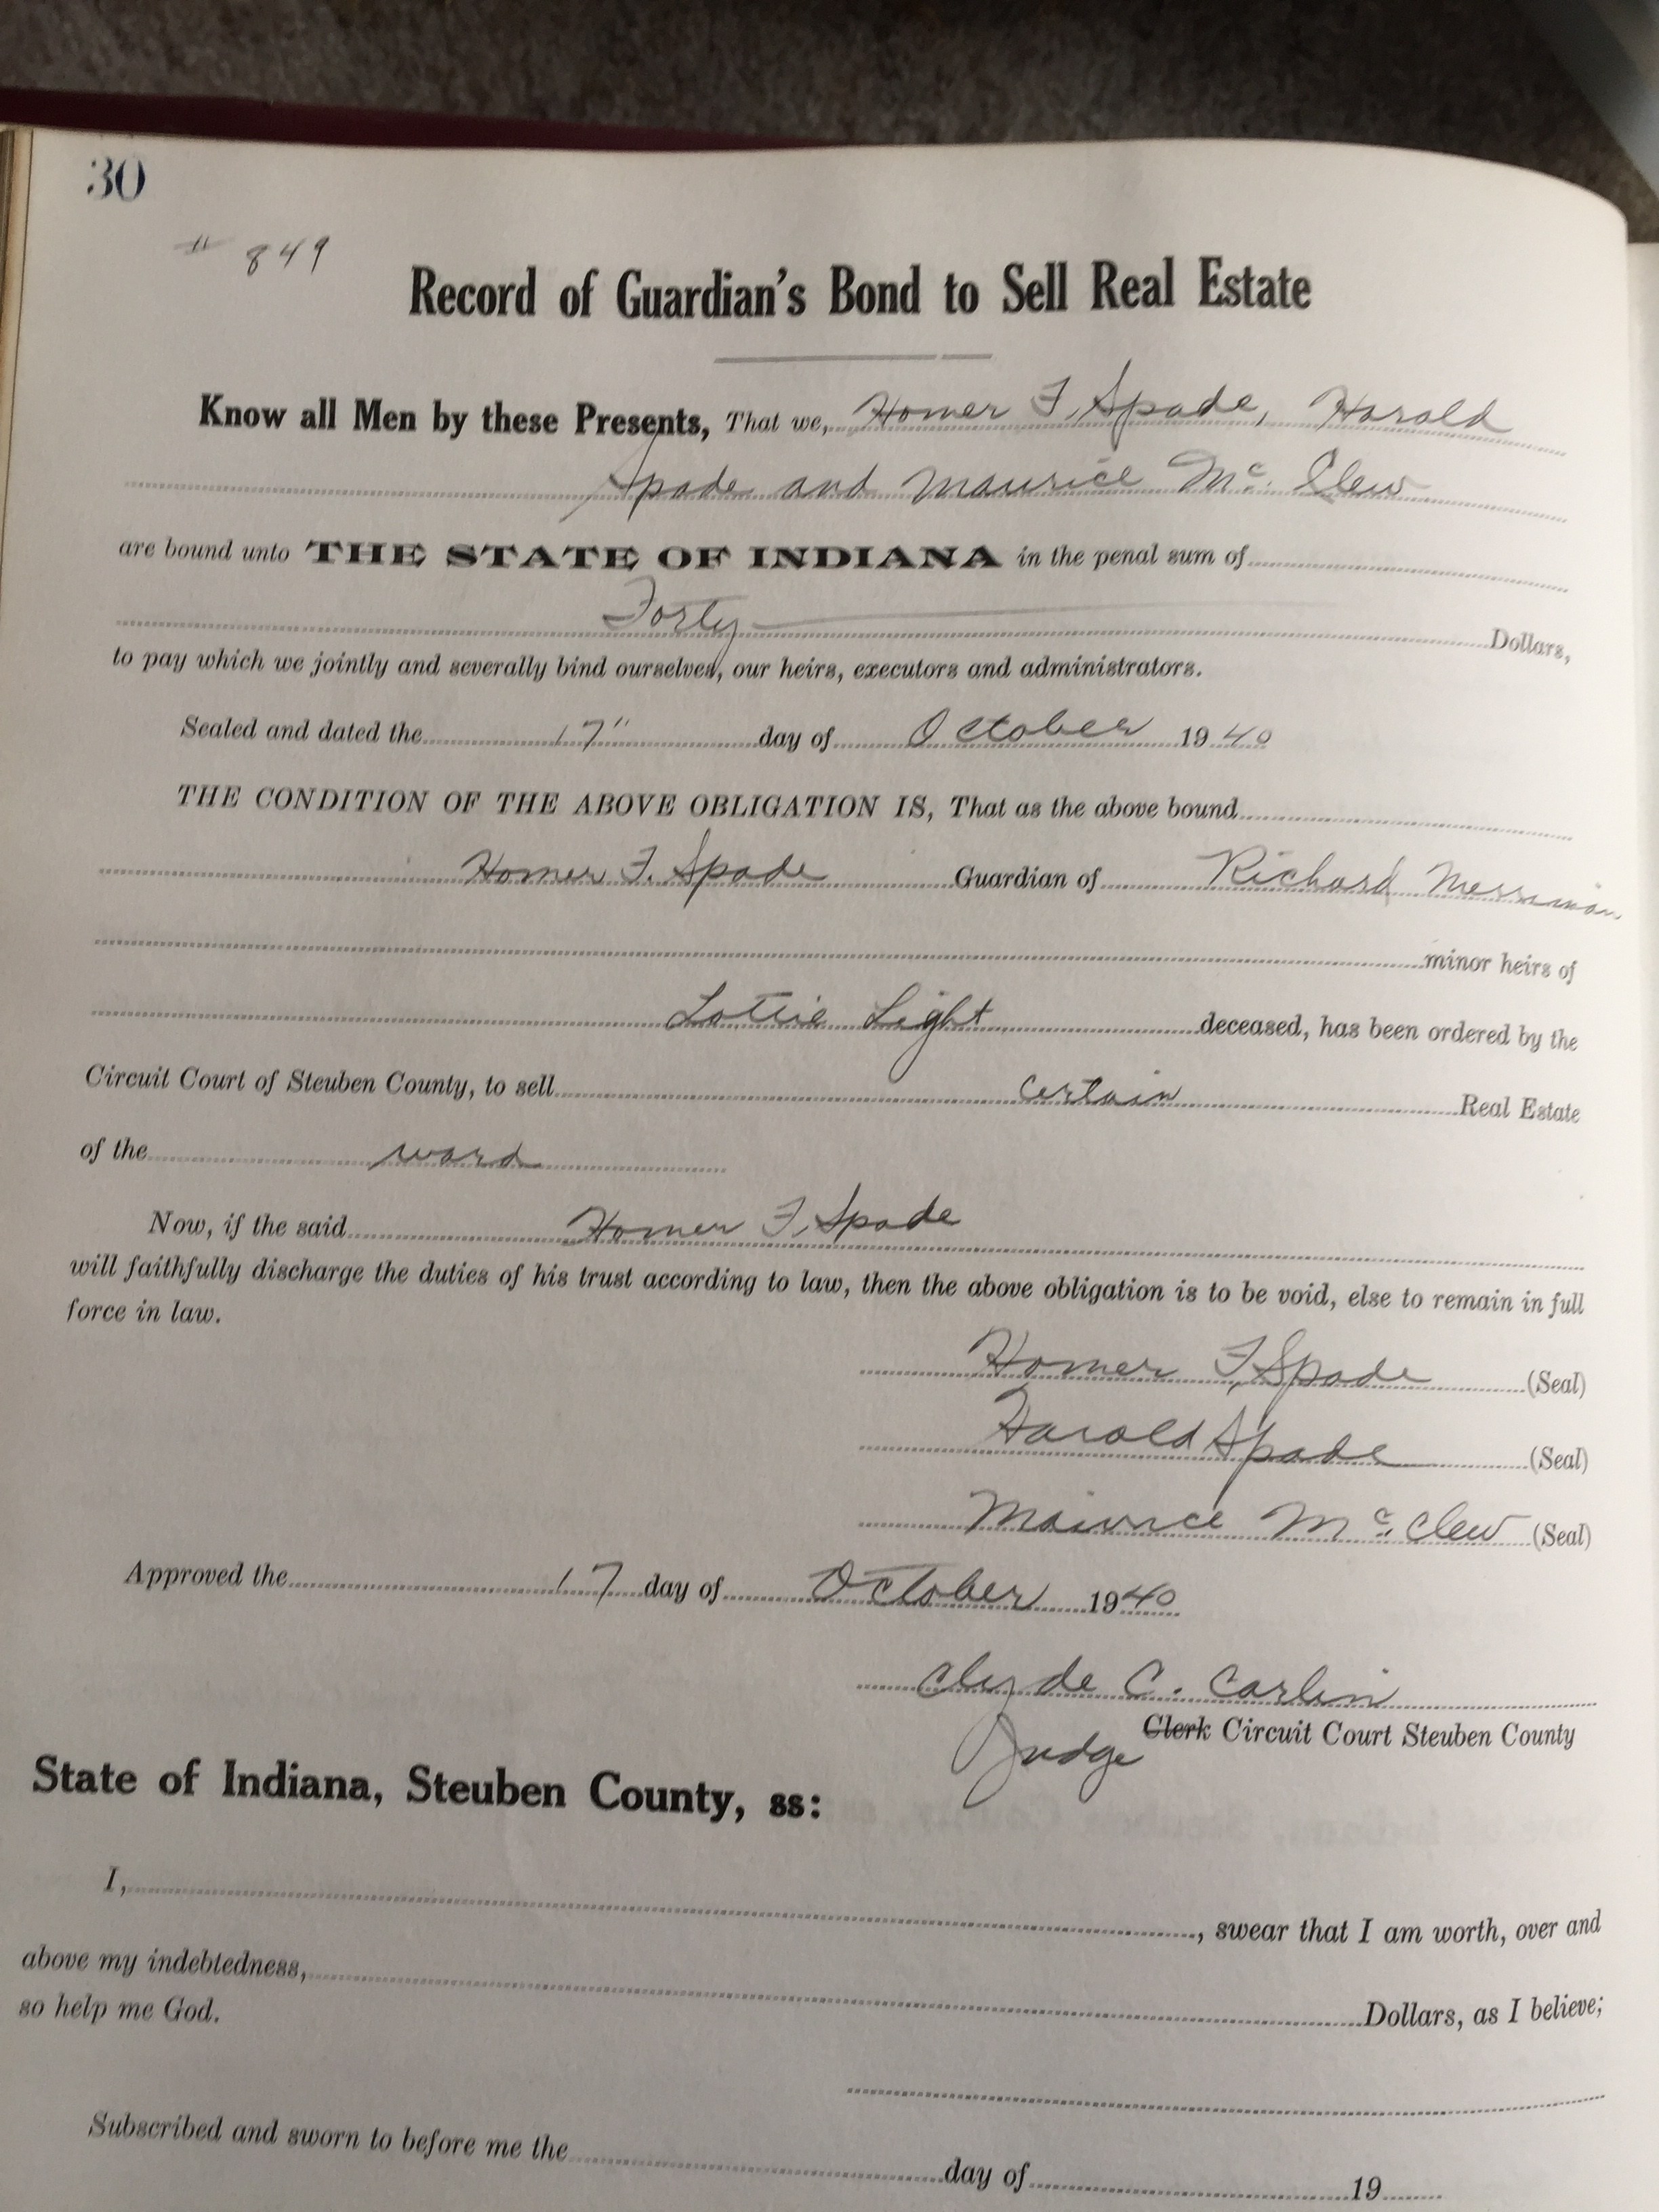 30
# 849
Record of Guardian's Bond to Sell Real Estate
Know all Men by these Presents, That we, Homer F. Spade, Harold
Spade and Maurice Mc Clew
are bound unto THE STATE OF INDIANA in the penal sum of
Forty Dollars,
to pay which we jointly and severally bind ourselves, our heirs, executors and administrators.
Sealed and dated the 17" day of October 1940
THE CONDITION OF THE ABOVE OBLIGATION IS, That as the above bound
Homer F. Spade Guardian of Richard Merriman
minor heirs of
Lottie Light deceased, has been ordered by the
Circuit Court of Steuben County, to sell certain Real Estate
of the ward
Now, if the said Homer F. Spade
will faithfully discharge the duties of his trust according to law, then the above obligation is to be void, else to remain in full
force in law.
Homer F. Spade (Seal)
Harold Spade (Seal)
Maurice Mc Clew (Seal)
Approved the 17 day of October 1940
Clyde C. Carlin
Judge Clerk Circuit Court Steuben County
State of Indiana, Steuben County, ss:
I, , swear that I am worth, over and
above my indebtedness, Dollars, as I believe;
so help me God.
Subscribed and sworn to before me the day of 19